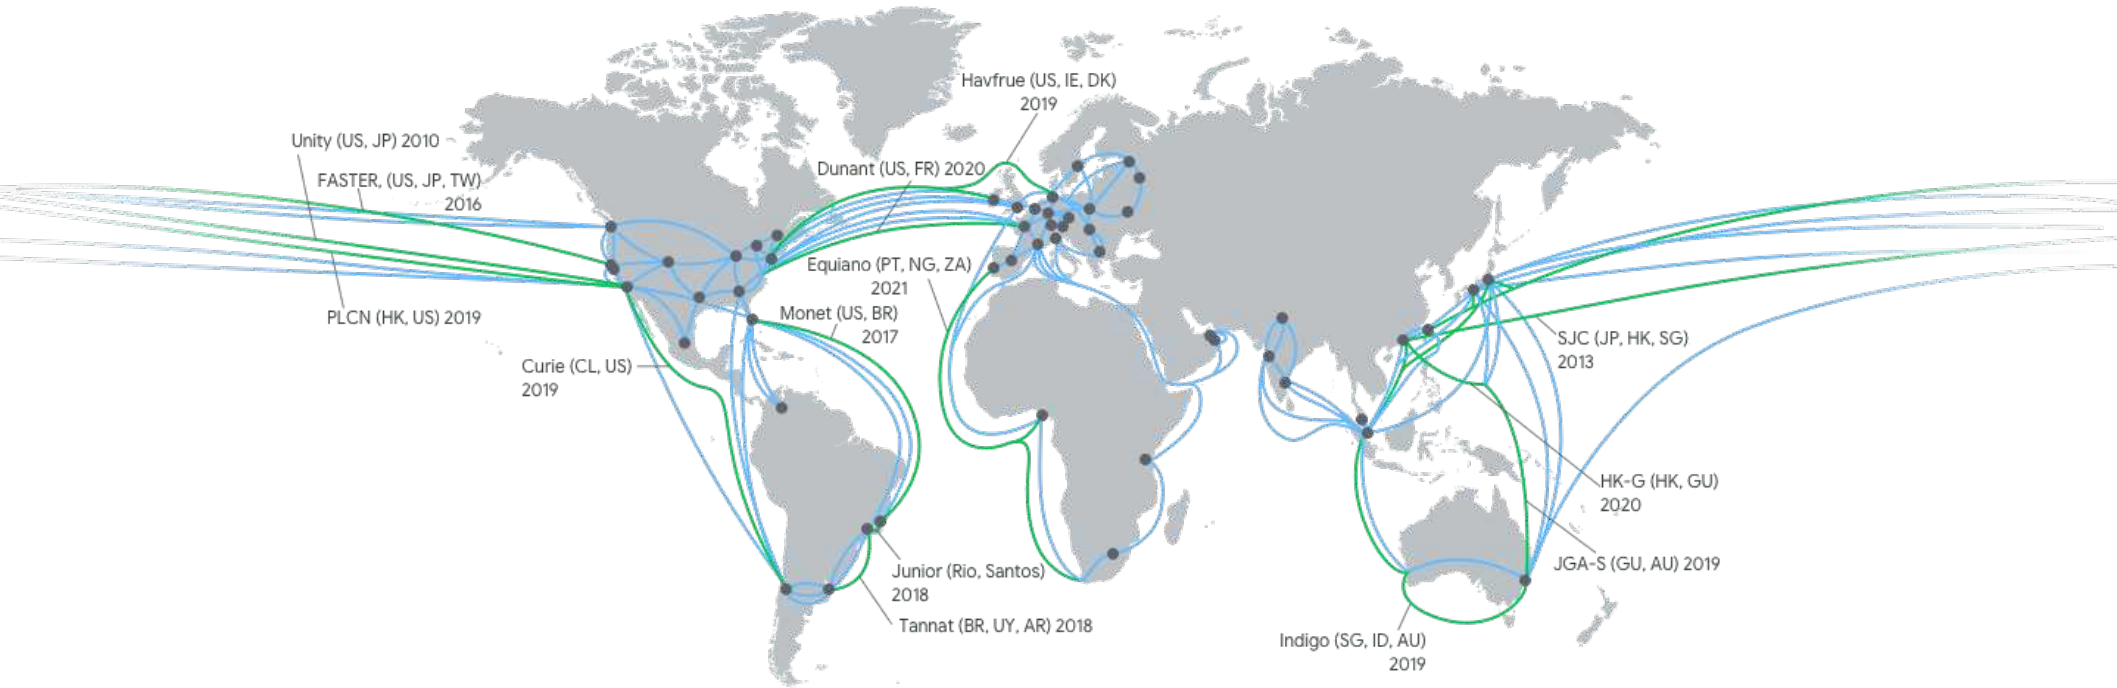 Havfrue (US, IE, DK)
2019
Unity (US, JP) 2010
Dunant (US, FR) 2020
FASTER, (US, JP, TW)
2016
Equiano (PT, NG, ZA)
2021
PLCN (HK, US) 2019
Monet (US, BR)
2017
Curie (CL, US)
2019
SJC (JP, HK, SG)
2013
HK-G (HK, GU)
2020
JGA-S (GU, AU) 2019
Junior (Rio, Santos)
2018
Tannat (BR, UY, AR) 2018
Indigo (SG, ID, AU)
2019